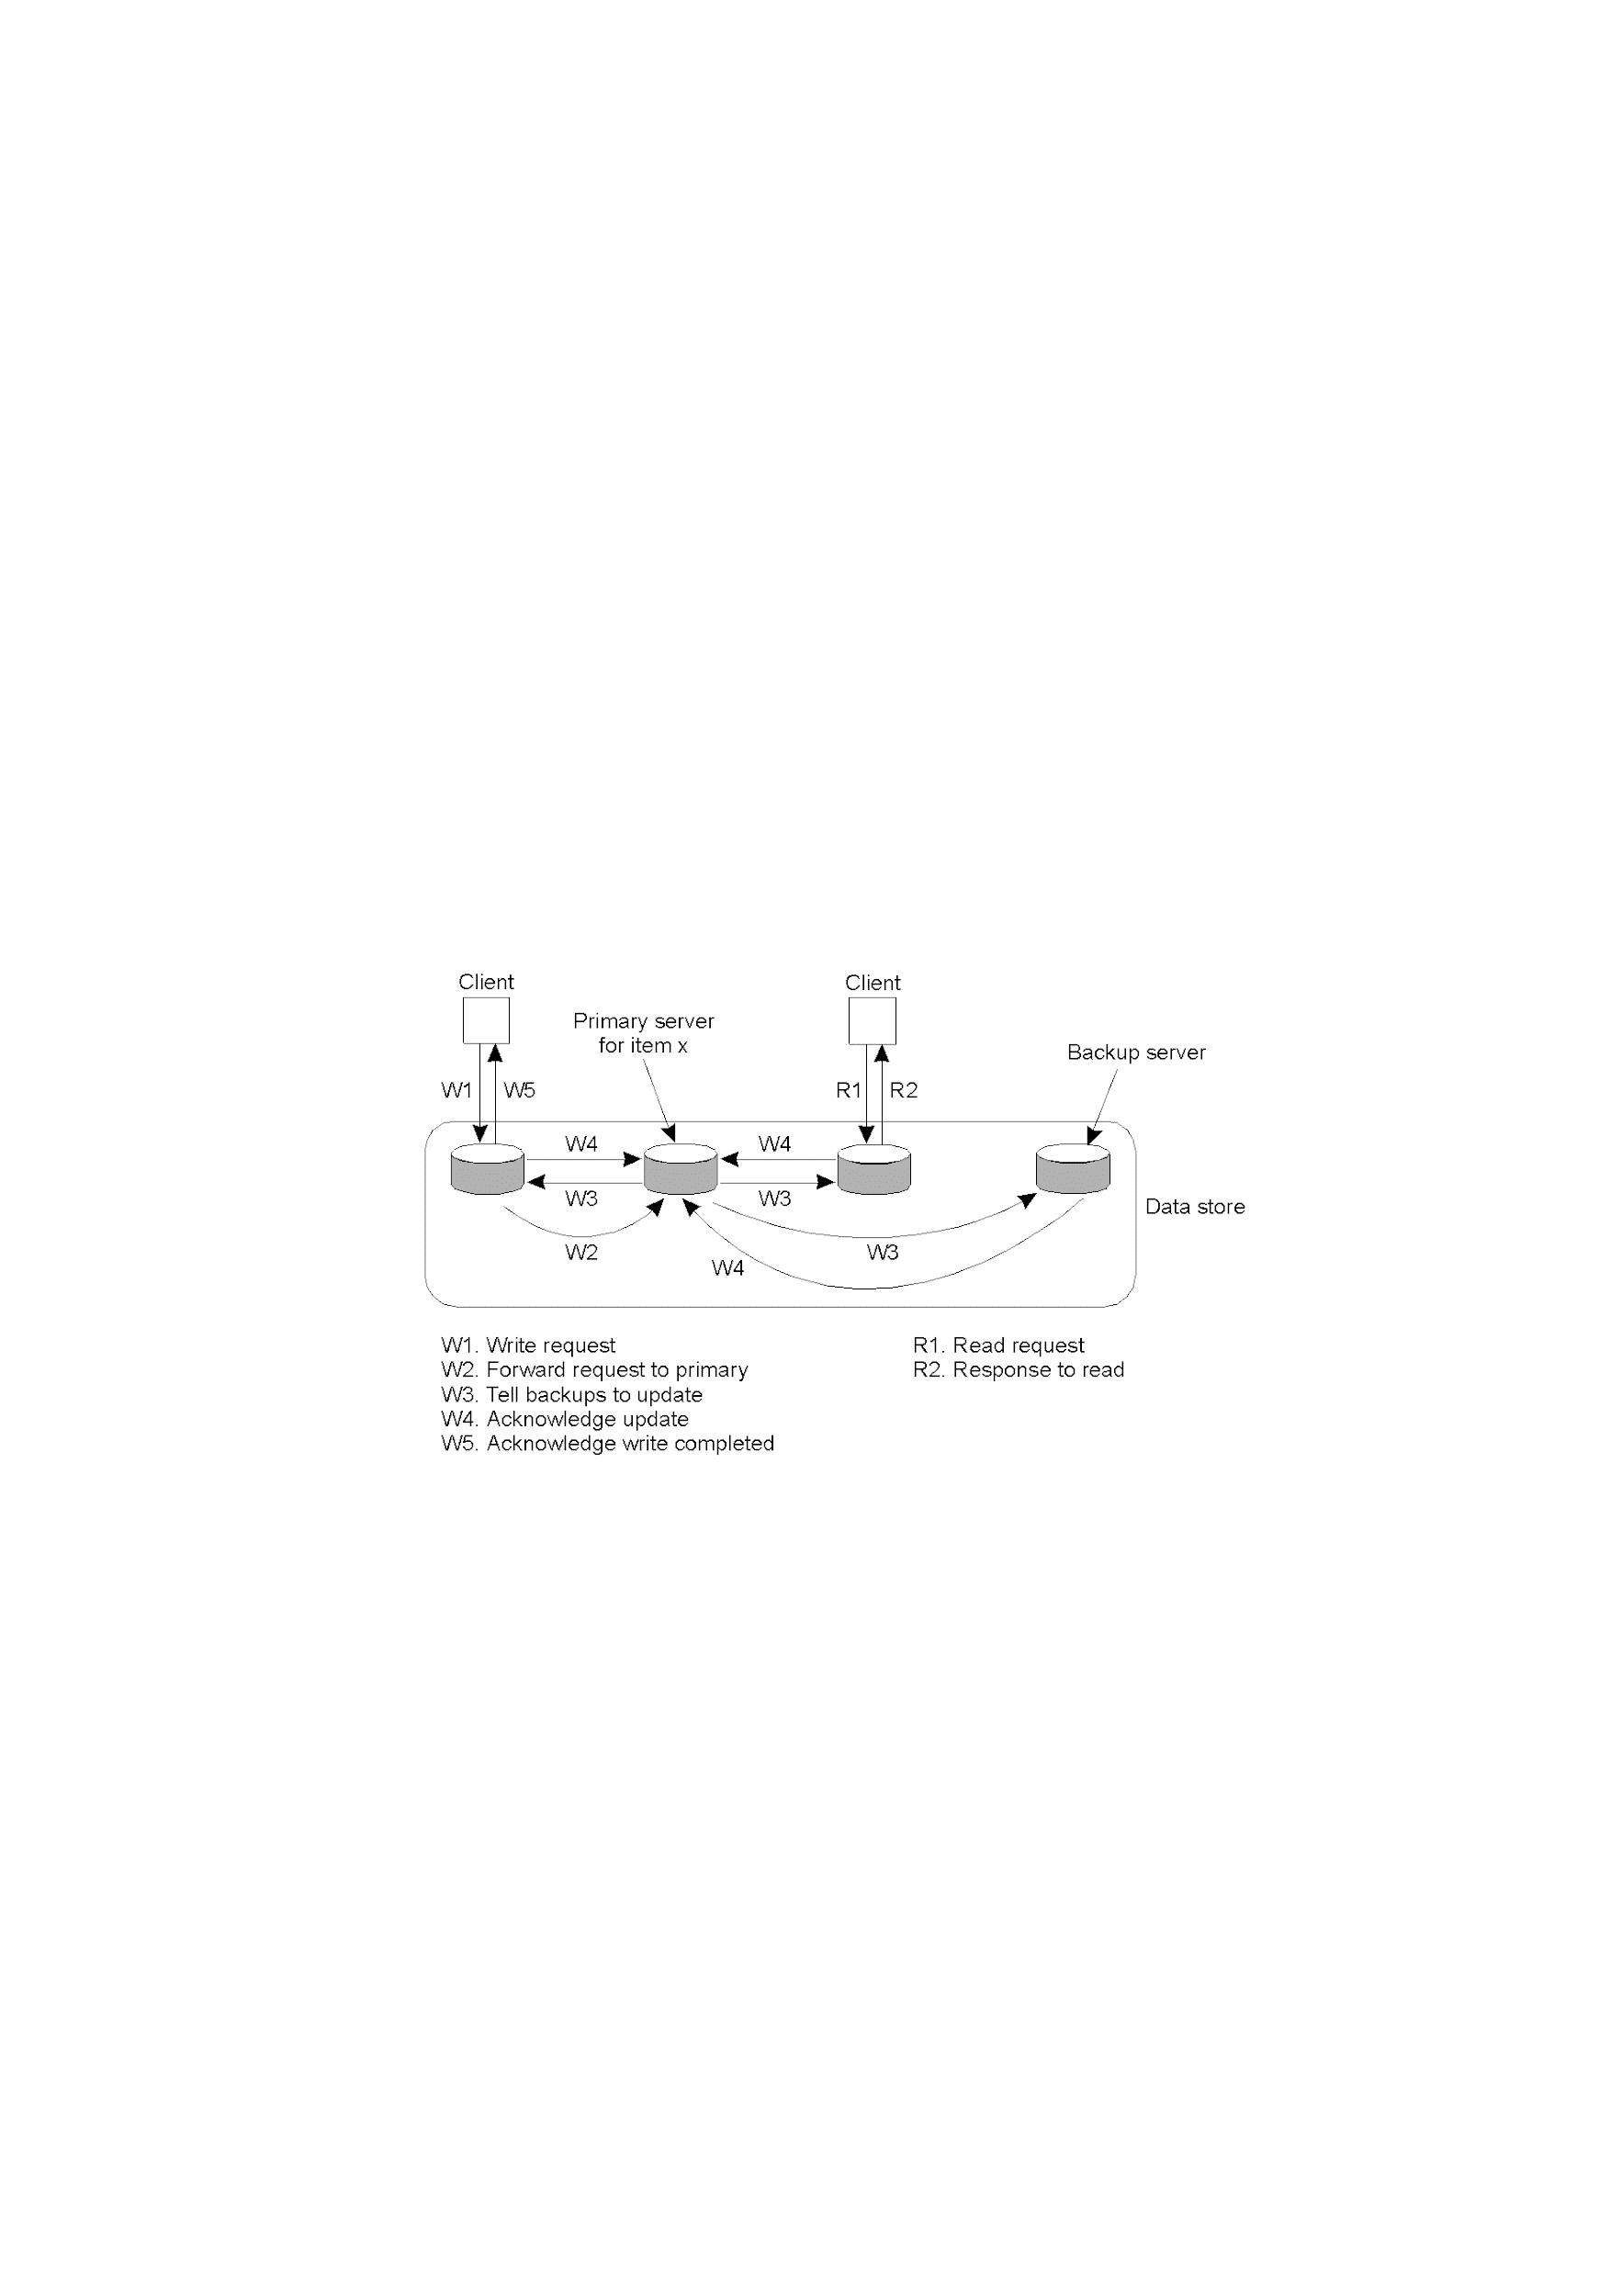 Client
Client
Primary server
for item x
Backup server
W1
W5
R1
R2
W4
W4
W3
W3
Data store
W2
W3
W4
W1. Write request
W2. Forward request to primary
W3. Tell backups to update
W4. Acknowledge update
W5. Acknowledge write completed
R1. Read request
R2. Response to read